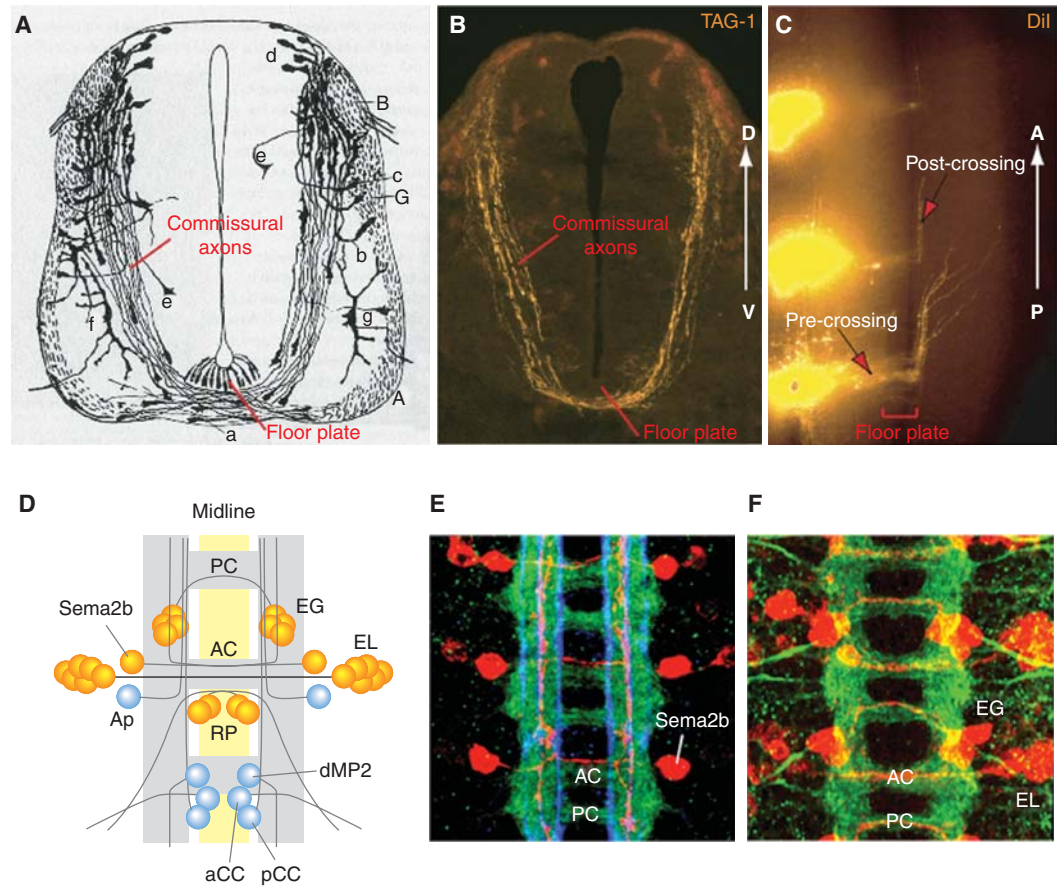 A
d
B
e
c
G
Commissural
axons
b
e
f
g
A
a
Floor plate
B
TAG-1
D
Commissural
axons
V
Floor plate
C
DiI
A
Post-crossing
P
Pre-crossing
Floor plate
D
Midline
PC
Sema2b
EG
AC
EL
Ap
RP
dMP2
aCC
pCC
E
Sema2b
AC
PC
F
EG
AC
EL
PC